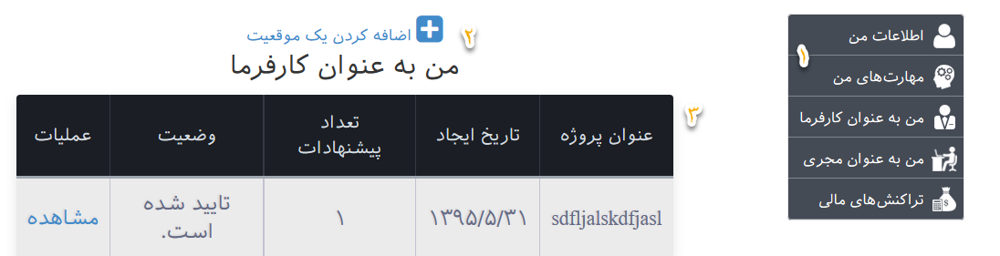 اطلاعات من
۱
مهارت‌های من
من به عنوان کارفرما
من به عنوان مجری
تراکنش‌های مالی
اضافه کردن یک موقعیت
۲
من به عنوان کارفرما
۳
عنوان پروژه
تاریخ ایجاد
تعداد
پیشنهادات
وضعیت
عملیات
sdfljalskdfjasl
۱۳۹۵/۵/۳۱
۱
تایید شده
است.
مشاهده